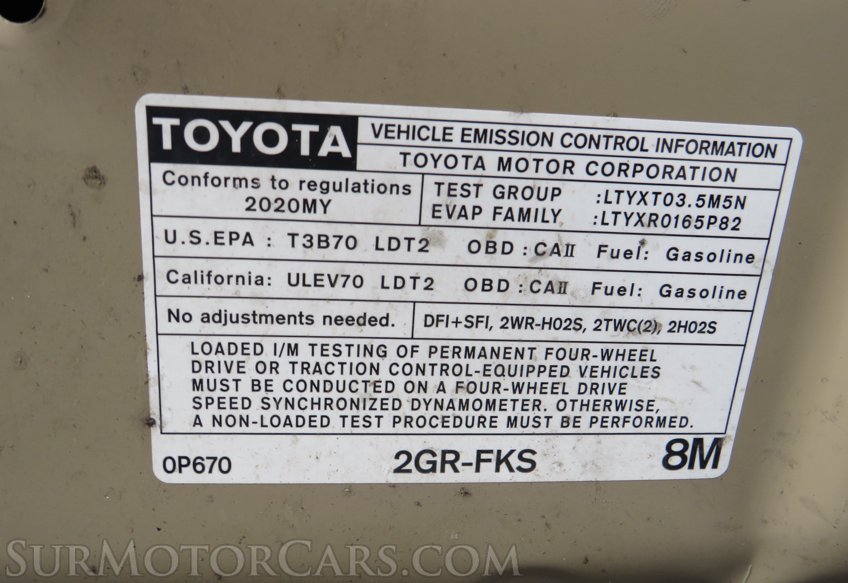 TOYOTA
VEHICLE EMISSION CONTROL INFORMATION
TOYOTA MOTOR CORPORATION
Conforms to regulations
2020MY
TEST GROUP :LTYXT03.5M5N
EVAP FAMILY :LTYXR0165P82
U.S.EPA : T3B70 LDT2 OBD : CAII Fuel: Gasoline
California: ULEV70 LDT2 OBD : CAII Fuel: Gasoline
No adjustments needed.
DFI+SFI, 2WR-HO2S, 2TWC(2), 2HO2S
LOADED I/M TESTING OF PERMANENT FOUR-WHEEL
DRIVE OR TRACTION CONTROL-EQUIPPED VEHICLES
MUST BE CONDUCTED ON A FOUR-WHEEL DRIVE
SPEED SYNCHRONIZED DYNAMOMETER. OTHERWISE,
A NON-LOADED TEST PROCEDURE MUST BE PERFORMED.
0P670 2GR-FKS 8M
SURMOTORCARS.COM